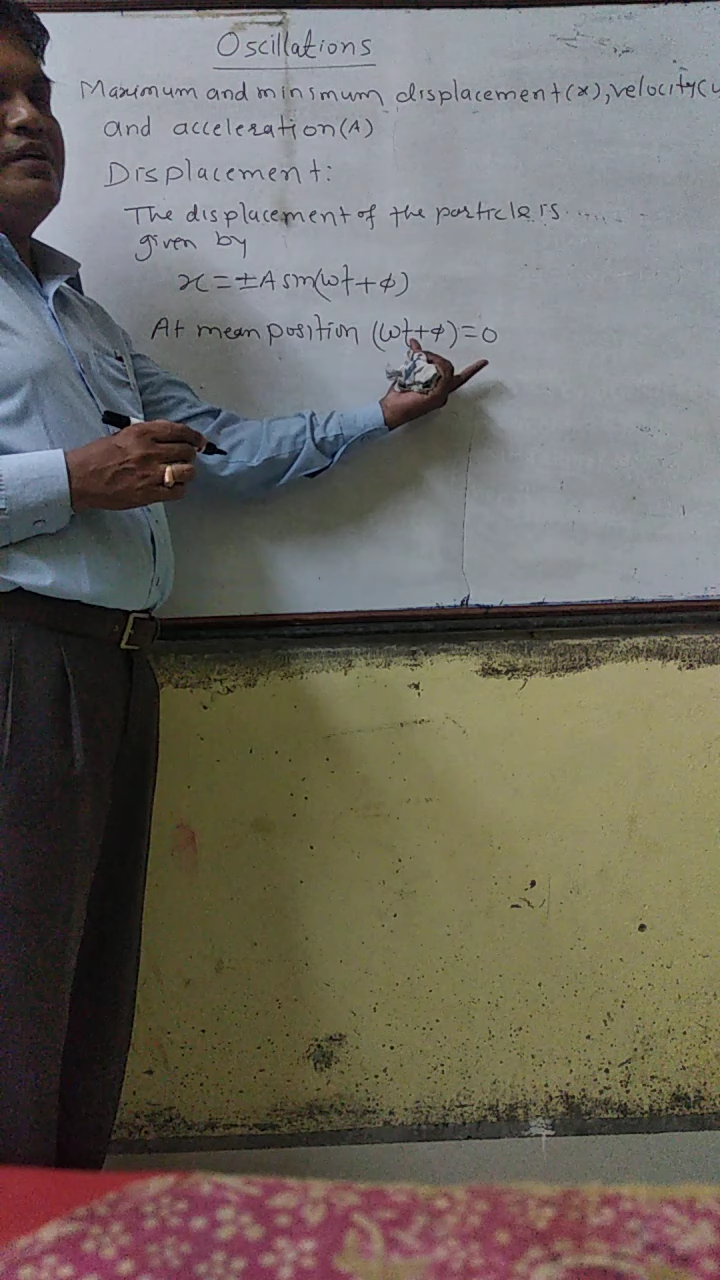 Oscillations
Maximum and minimum displacement(x), velocity(v
and acceleration(A)
Displacement:
The displacement of the particle is ......
given by
x = ±A sin(ωt+φ)
At mean position (ωt+φ)=0